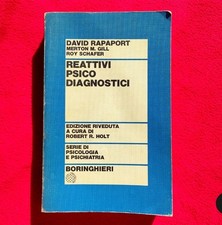 DAVID RAPAPORT
MERTON M. GILL
ROY SCHAFER
REATTIVI
PSICO
DIAGNOSTICI
EDIZIONE RIVEDUTA
A CURA DI
ROBERT R. HOLT
SERIE DI
PSICOLOGIA
E PSICHIATRIA
BORINGHIERI